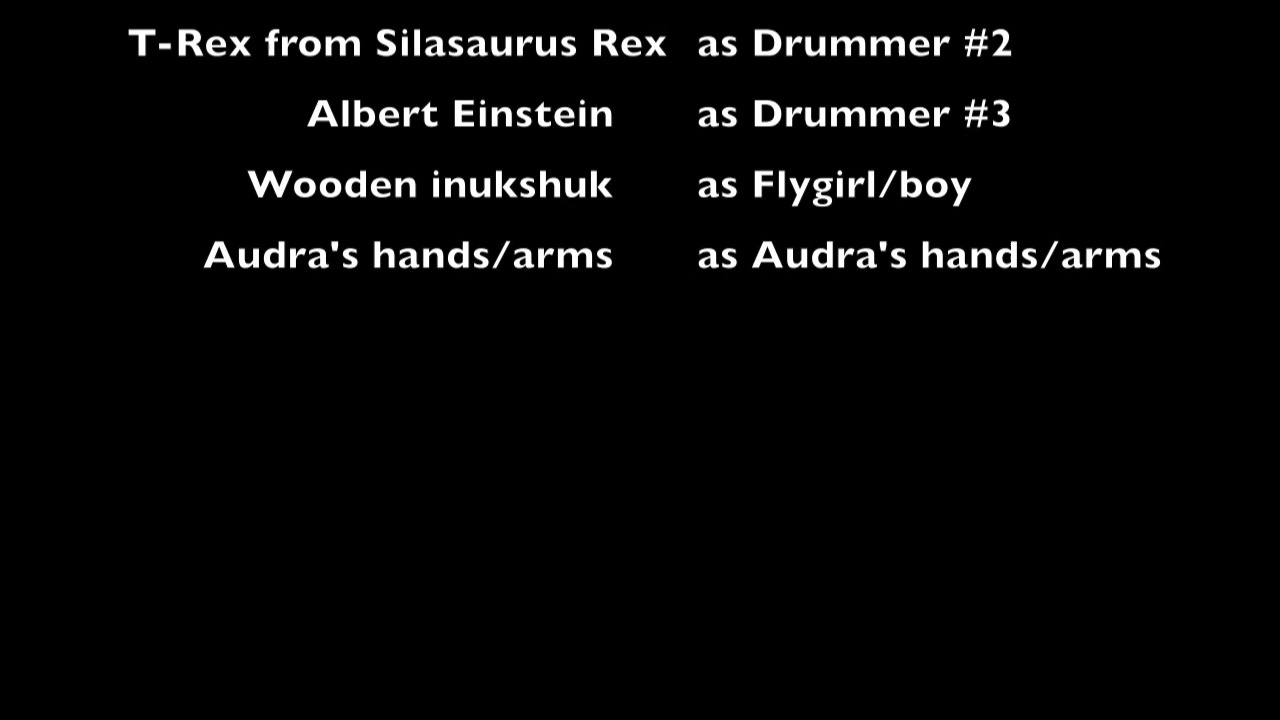 T-Rex from Silasaurus Rex as Drummer #2
Albert Einstein as Drummer #3
Wooden inukshuk as Flygirl/boy
Audra's hands/arms as Audra's hands/arms